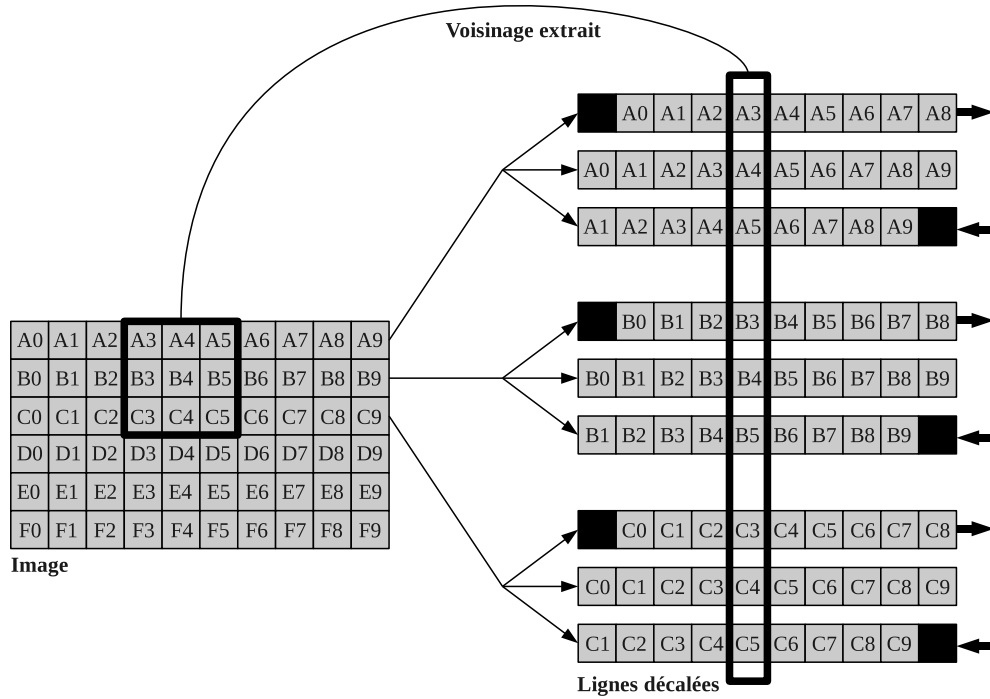 Voisinage extrait
A0 A1 A2 A3 A4 A5 A6 A7 A8
A0 A1 A2 A3 A4 A5 A6 A7 A8 A9
A1 A2 A3 A4 A5 A6 A7 A8 A9
B0 B1 B2 B3 B4 B5 B6 B7 B8
B0 B1 B2 B3 B4 B5 B6 B7 B8 B9
B1 B2 B3 B4 B5 B6 B7 B8 B9
C0 C1 C2 C3 C4 C5 C6 C7 C8
C0 C1 C2 C3 C4 C5 C6 C7 C8 C9
C1 C2 C3 C4 C5 C6 C7 C8 C9
Lignes décalées
A0 A1 A2 A3 A4 A5 A6 A7 A8 A9
B0 B1 B2 B3 B4 B5 B6 B7 B8 B9
C0 C1 C2 C3 C4 C5 C6 C7 C8 C9
D0 D1 D2 D3 D4 D5 D6 D7 D8 D9
E0 E1 E2 E3 E4 E5 E6 E7 E8 E9
F0 F1 F2 F3 F4 F5 F6 F7 F8 F9
Image